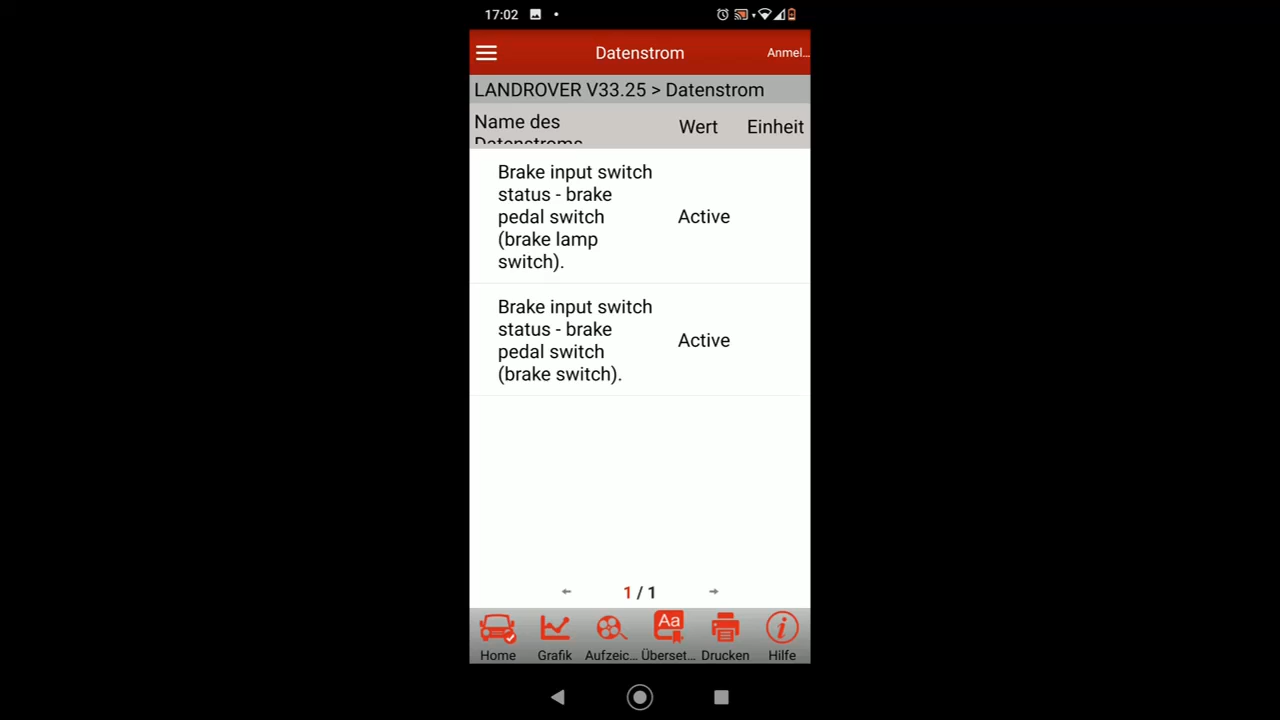 17:02
Datenstrom
Anmel...
LANDROVER V33.25 > Datenstrom
Name des
Datenstroms
Wert
Einheit
Brake input switch
status - brake
pedal switch
(brake lamp
switch).
Active
Brake input switch
status - brake
pedal switch
(brake switch).
Active
1 / 1
Aa
Home
Grafik
Aufzeic...
Überset...
Drucken
Hilfe